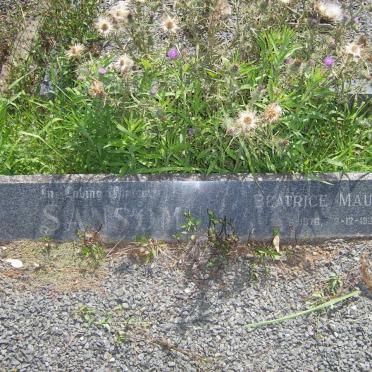 In Loving Memory
SANSOM
BEATRICE MAU